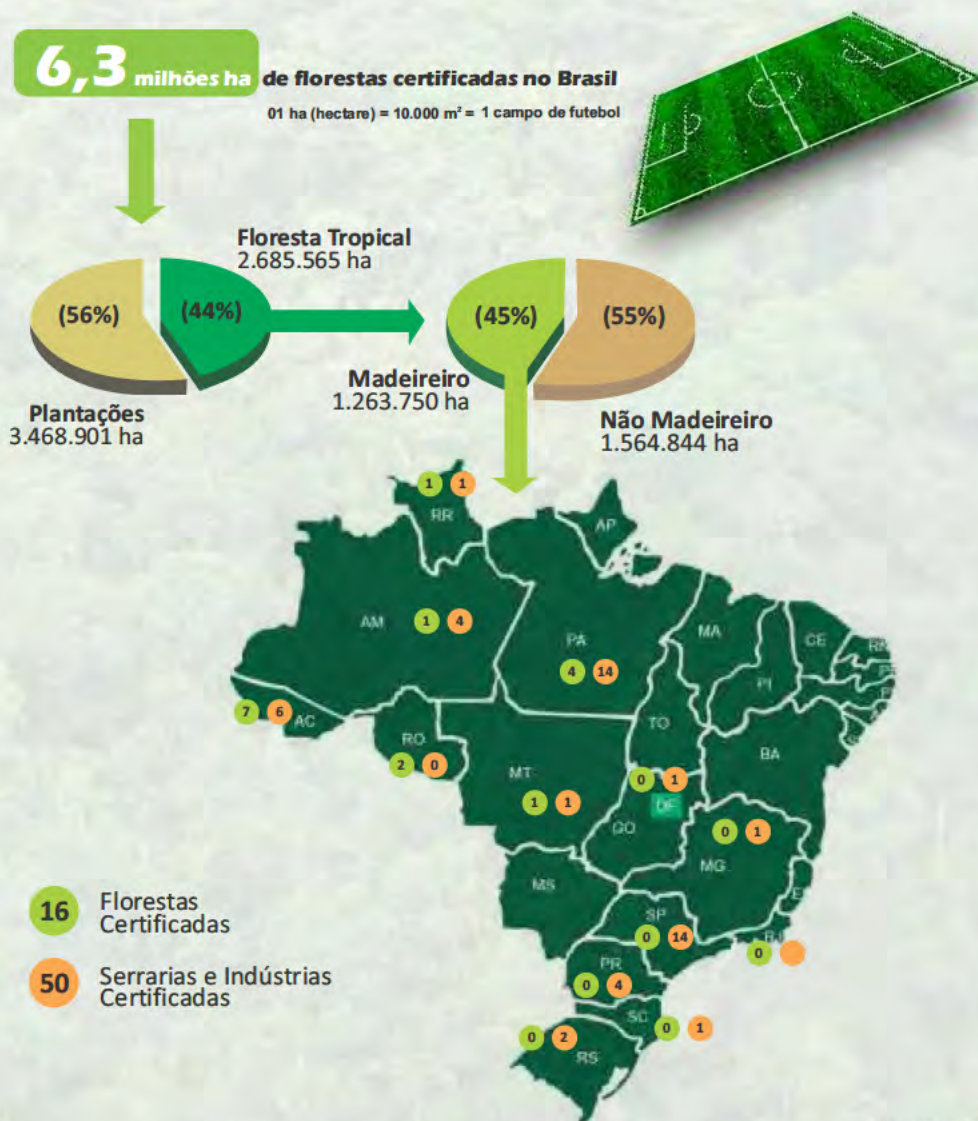 6,3 milhões ha de florestas certificadas no Brasil
01 ha (hectare) = 10.000 m² = 1 campo de futebol
Floresta Tropical
2.685.565 ha
(56%)
(44%)
(45%)
(55%)
Plantações
3.468.901 ha
Madeireiro
1.263.750 ha
Não Madeireiro
1.564.844 ha
1 1
RR
AP
AM 1 4
PA
4 14
MA
CE
RN
PI
7 6
AC
TO
RO
2 0
BA
MT
1 1
0 1
DF
GO
0 1
MG
MS
SP
0 14
RJ
0
PR
0 4
SC
0 1
0 2
RS
16 Florestas
Certificadas
50 Serrarias e Indústrias
Certificadas